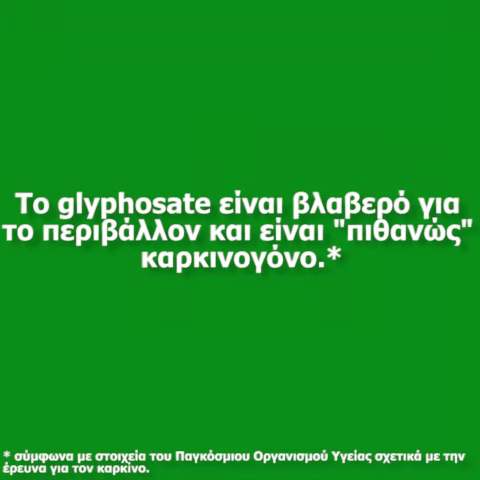 Το glyphosate είναι βλαβερό για
το περιβάλλον και είναι "πιθανώς"
καρκινογόνο.*
* σύμφωνα με στοιχεία του Παγκόσμιου Οργανισμού Υγείας σχετικά με την
έρευνα για τον καρκίνο.